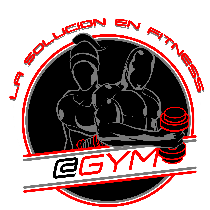 LA SOLUCION EN FITNESS
@GYM